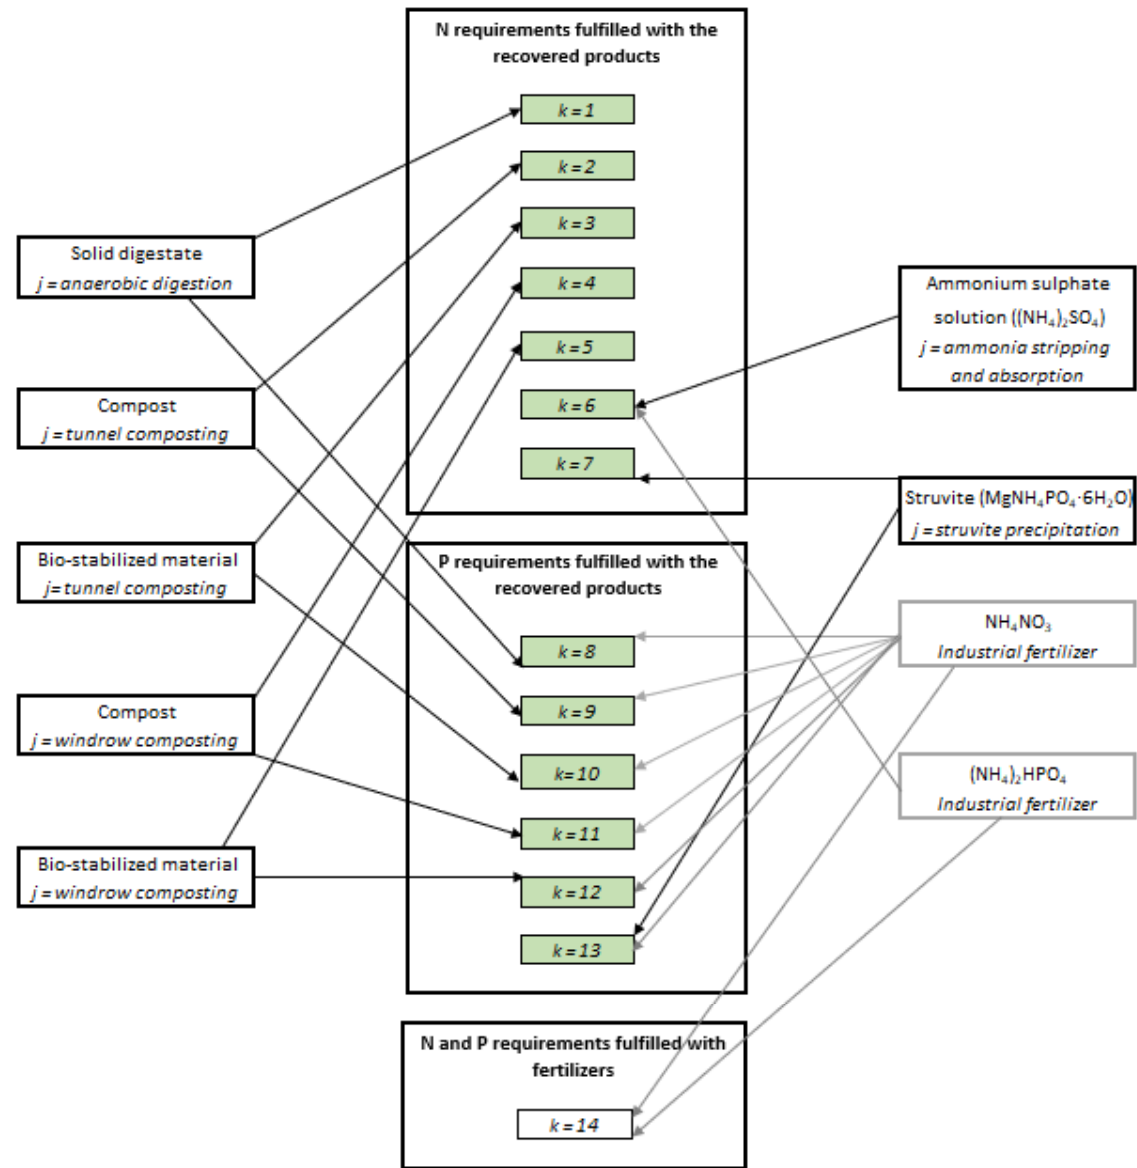 N requirements fulfilled with the
recovered products
k = 1
k = 2
k = 3
k = 4
k = 5
k = 6
k = 7
Solid digestate
j = anaerobic digestion
Compost
j = tunnel composting
Bio-stabilized material
j= tunnel composting
Compost
j = windrow composting
Bio-stabilized material
j = windrow composting
Ammonium sulphate
solution ((NH₄)₂SO₄)
j = ammonia stripping
and absorption
Struvite (MgNH₄PO₄·6H₂O)
j = struvite precipitation
NH₄NO₃
Industrial fertilizer
(NH₄)₂HPO₄
Industrial fertilizer
P requirements fulfilled with the
recovered products
k = 8
k = 9
k= 10
k = 11
k = 12
k = 13
N and P requirements fulfilled with
fertilizers
k = 14